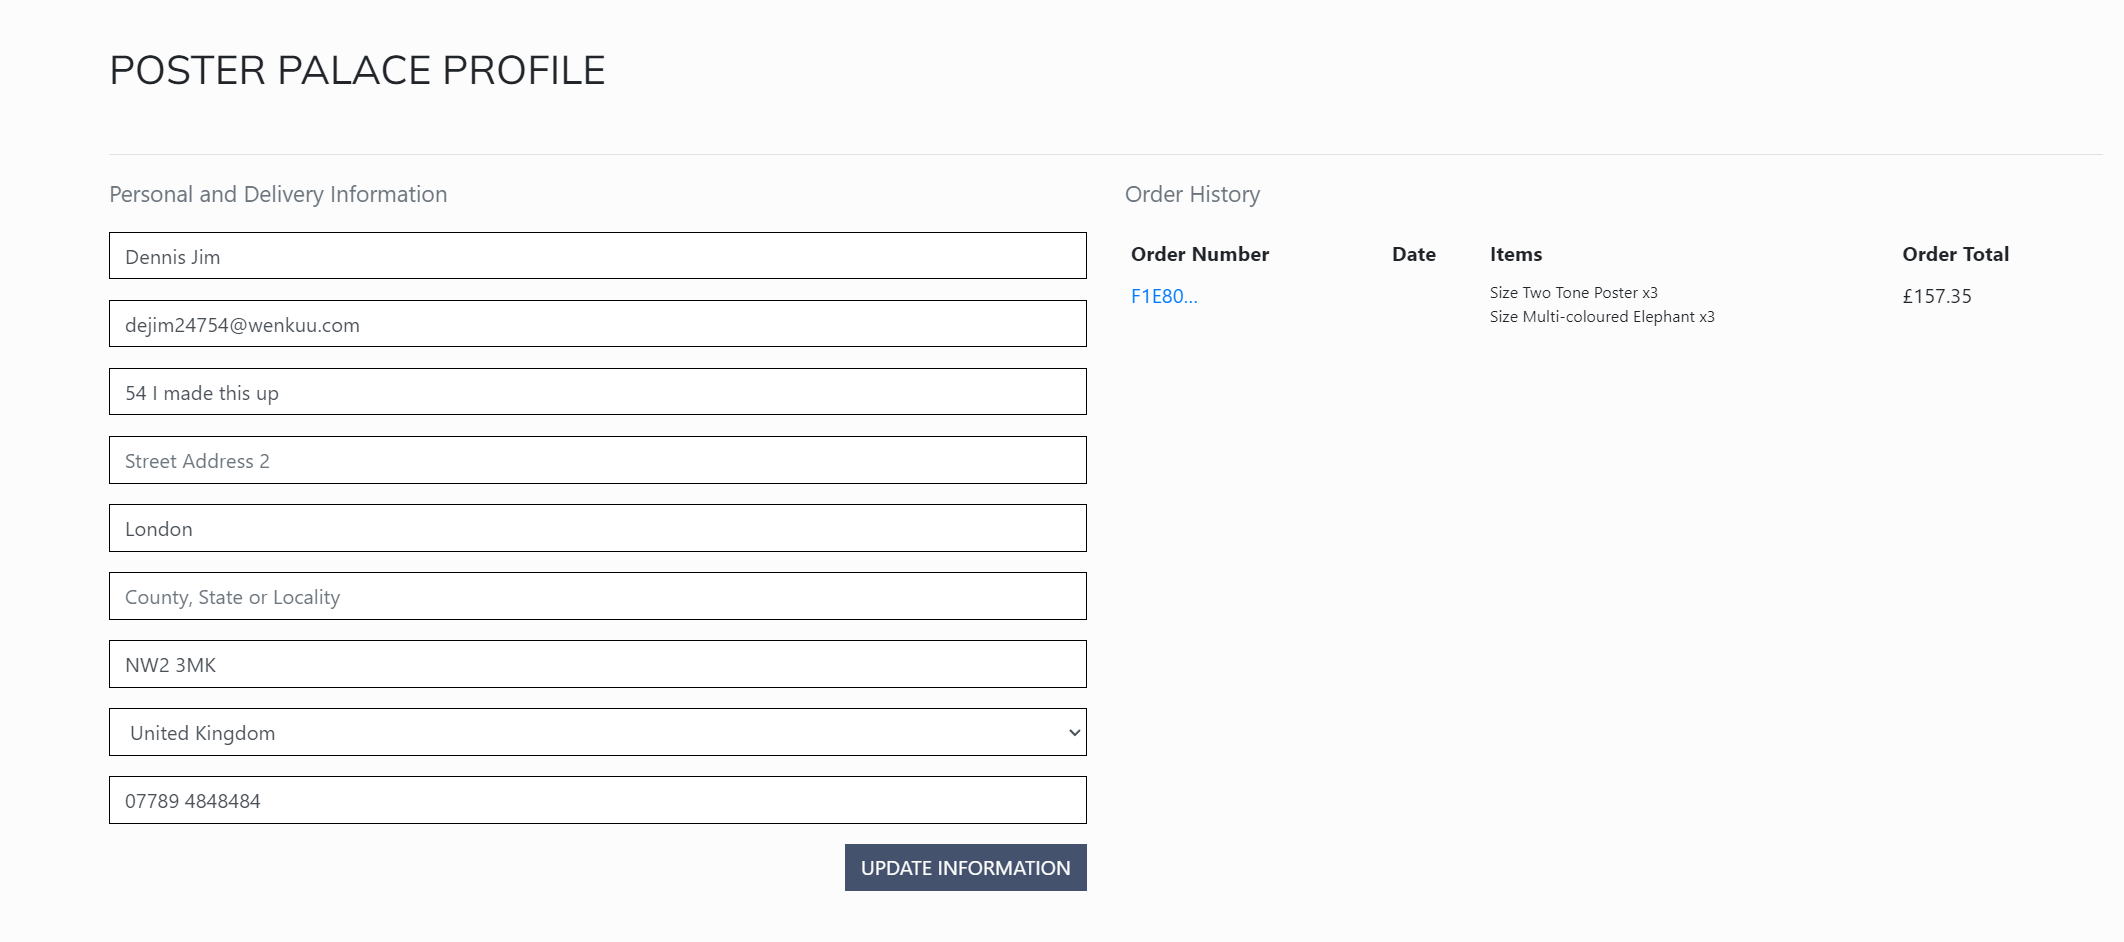 POSTER PALACE PROFILE
Personal and Delivery Information
Dennis Jim
dejim24754@wenkuu.com
54 I made this up
Street Address 2
London
County, State or Locality
NW2 3MK
United Kingdom
07789 4848484
UPDATE INFORMATION
Order History
Order Number Date Items Order Total
F1E80... Size Two Tone Poster x3 £157.35
Size Multi-coloured Elephant x3